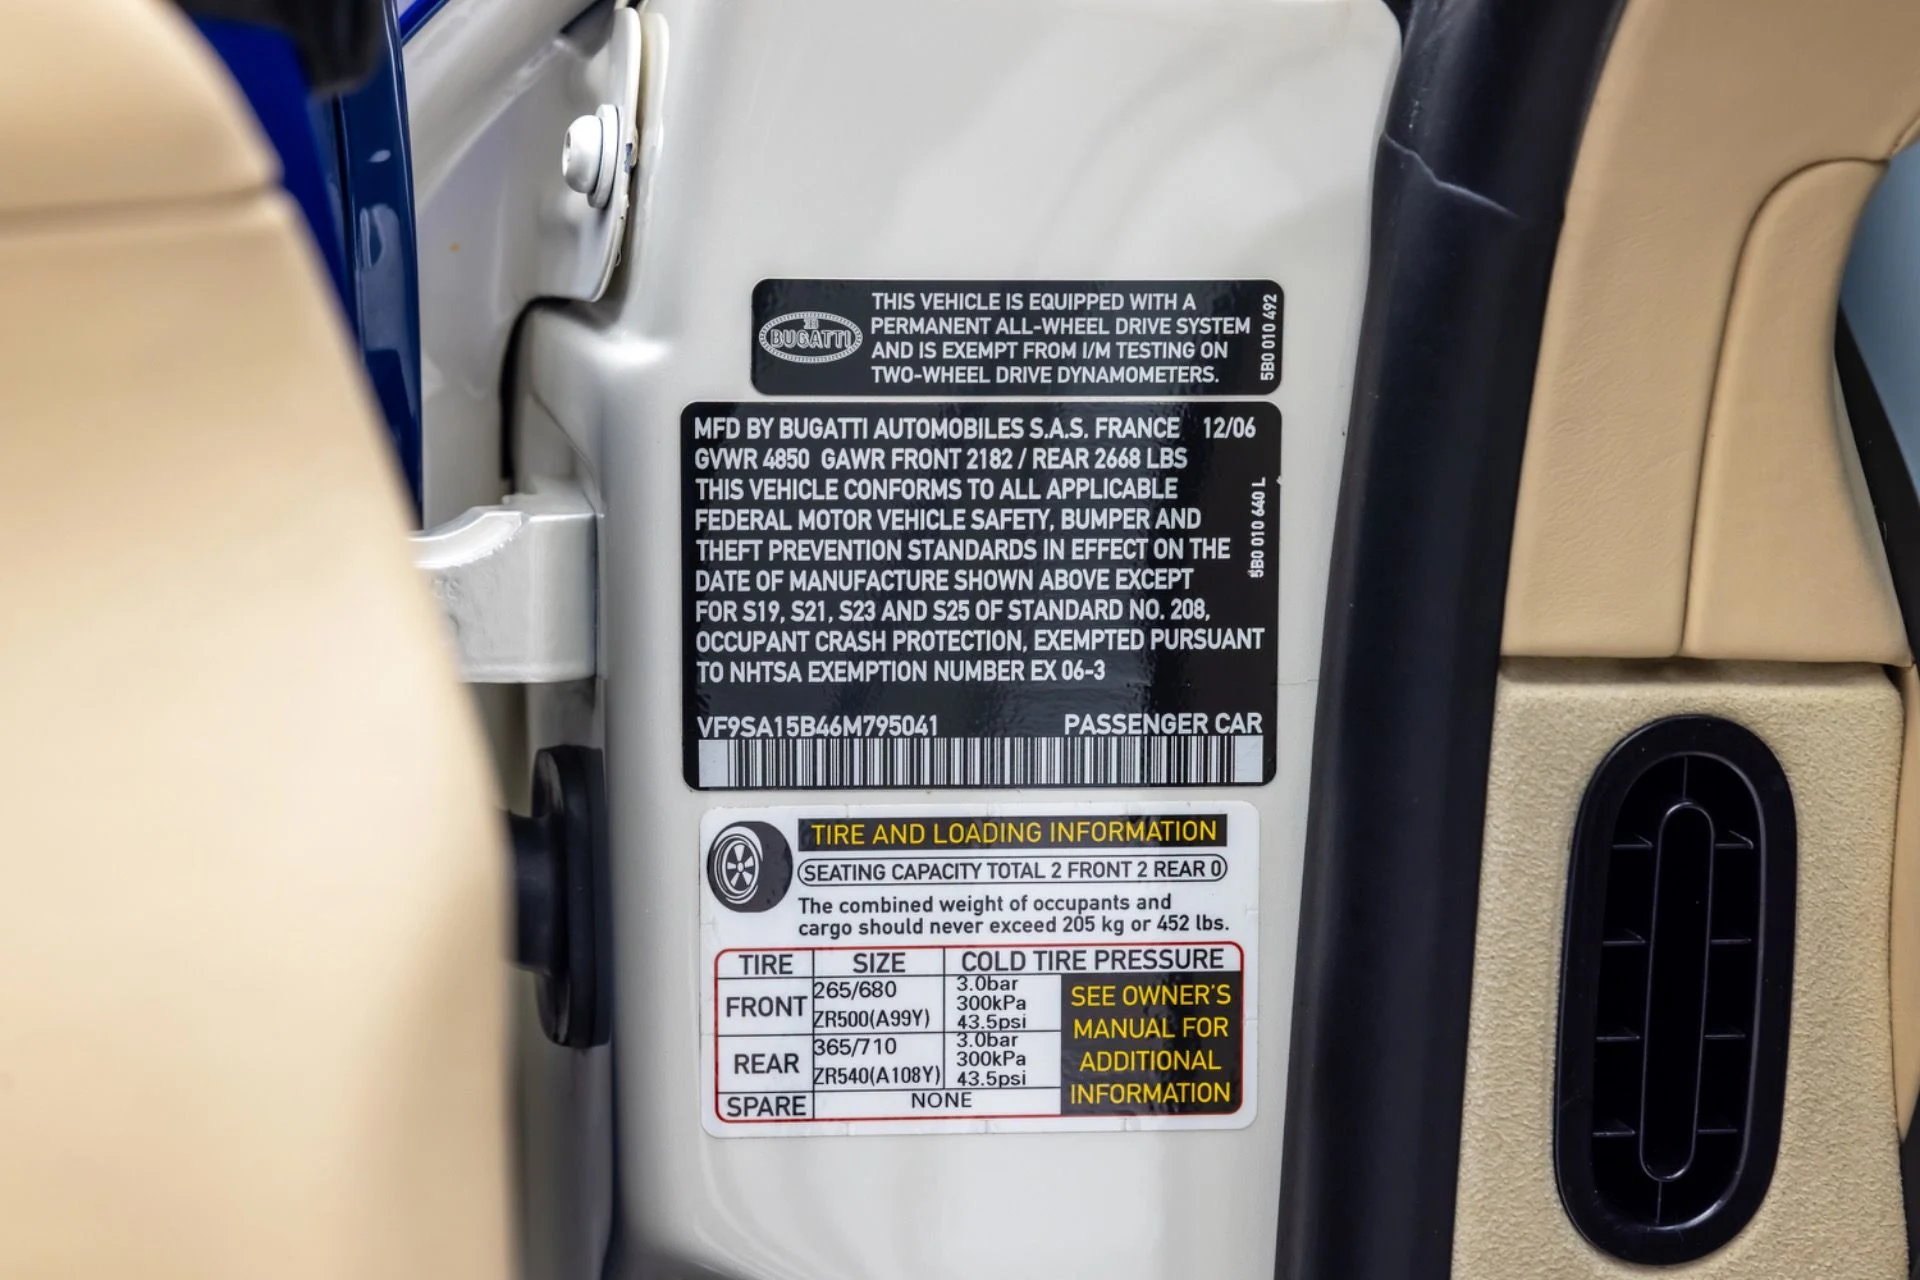 BUGATTI
THIS VEHICLE IS EQUIPPED WITH A
PERMANENT ALL-WHEEL DRIVE SYSTEM
AND IS EXEMPT FROM I/M TESTING ON
TWO-WHEEL DRIVE DYNAMOMETERS.
5B0 010 492
MFD BY BUGATTI AUTOMOBILES S.A.S. FRANCE 12/06
GVWR 4850 GAWR FRONT 2182 / REAR 2668 LBS
THIS VEHICLE CONFORMS TO ALL APPLICABLE
FEDERAL MOTOR VEHICLE SAFETY, BUMPER AND
THEFT PREVENTION STANDARDS IN EFFECT ON THE
DATE OF MANUFACTURE SHOWN ABOVE EXCEPT
FOR S19, S21, S23 AND S25 OF STANDARD NO. 208,
OCCUPANT CRASH PROTECTION, EXEMPTED PURSUANT
TO NHTSA EXEMPTION NUMBER EX 06-3
5B0 010 640 L
VF9SA15B46M795041 PASSENGER CAR
TIRE AND LOADING INFORMATION
SEATING CAPACITY TOTAL 2 FRONT 2 REAR 0
The combined weight of occupants and
cargo should never exceed 205 kg or 452 lbs.
TIRE SIZE COLD TIRE PRESSURE
FRONT 265/680 ZR500(A99Y) 3.0bar 300kPa 43.5psi
REAR 365/710 ZR540(A108Y) 3.0bar 300kPa 43.5psi
SPARE NONE
SEE OWNER'S
MANUAL FOR
ADDITIONAL
INFORMATION